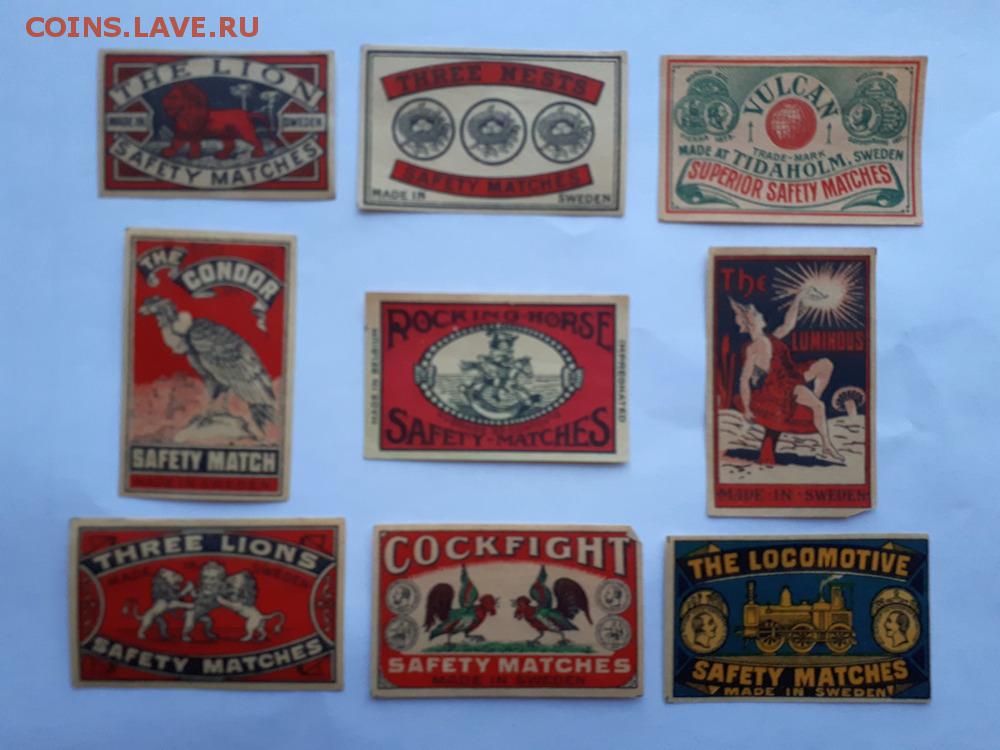 COINS.LAVE.РУ
THE LION
MADE IN SWEDEN
SAFETY MATCHES
THREE NESTS
SAFETY MATCHES
MADE IN SWEDEN
VULCAN
TRADE-MARK
MADE AT TIDAHOLM, SWEDEN
SUPERIOR SAFETY MATCHES
THE
CONDOR
SAFETY MATCH
MADE IN SWEDEN
ROCKING-HORSE
MADE IN SWEDEN
IMPREGNATED
SAFETY-MATCHES
The
LUMINOUS
·MADE·IN·SWEDEN·
THREE LIONS
MADE IN SWEDEN
SAFETY MATCHES
COCKFIGHT
SAFETY MATCHES
MADE IN SWEDEN
THE LOCOMOTIVE
SAFETY MATCHES
MADE IN SWEDEN